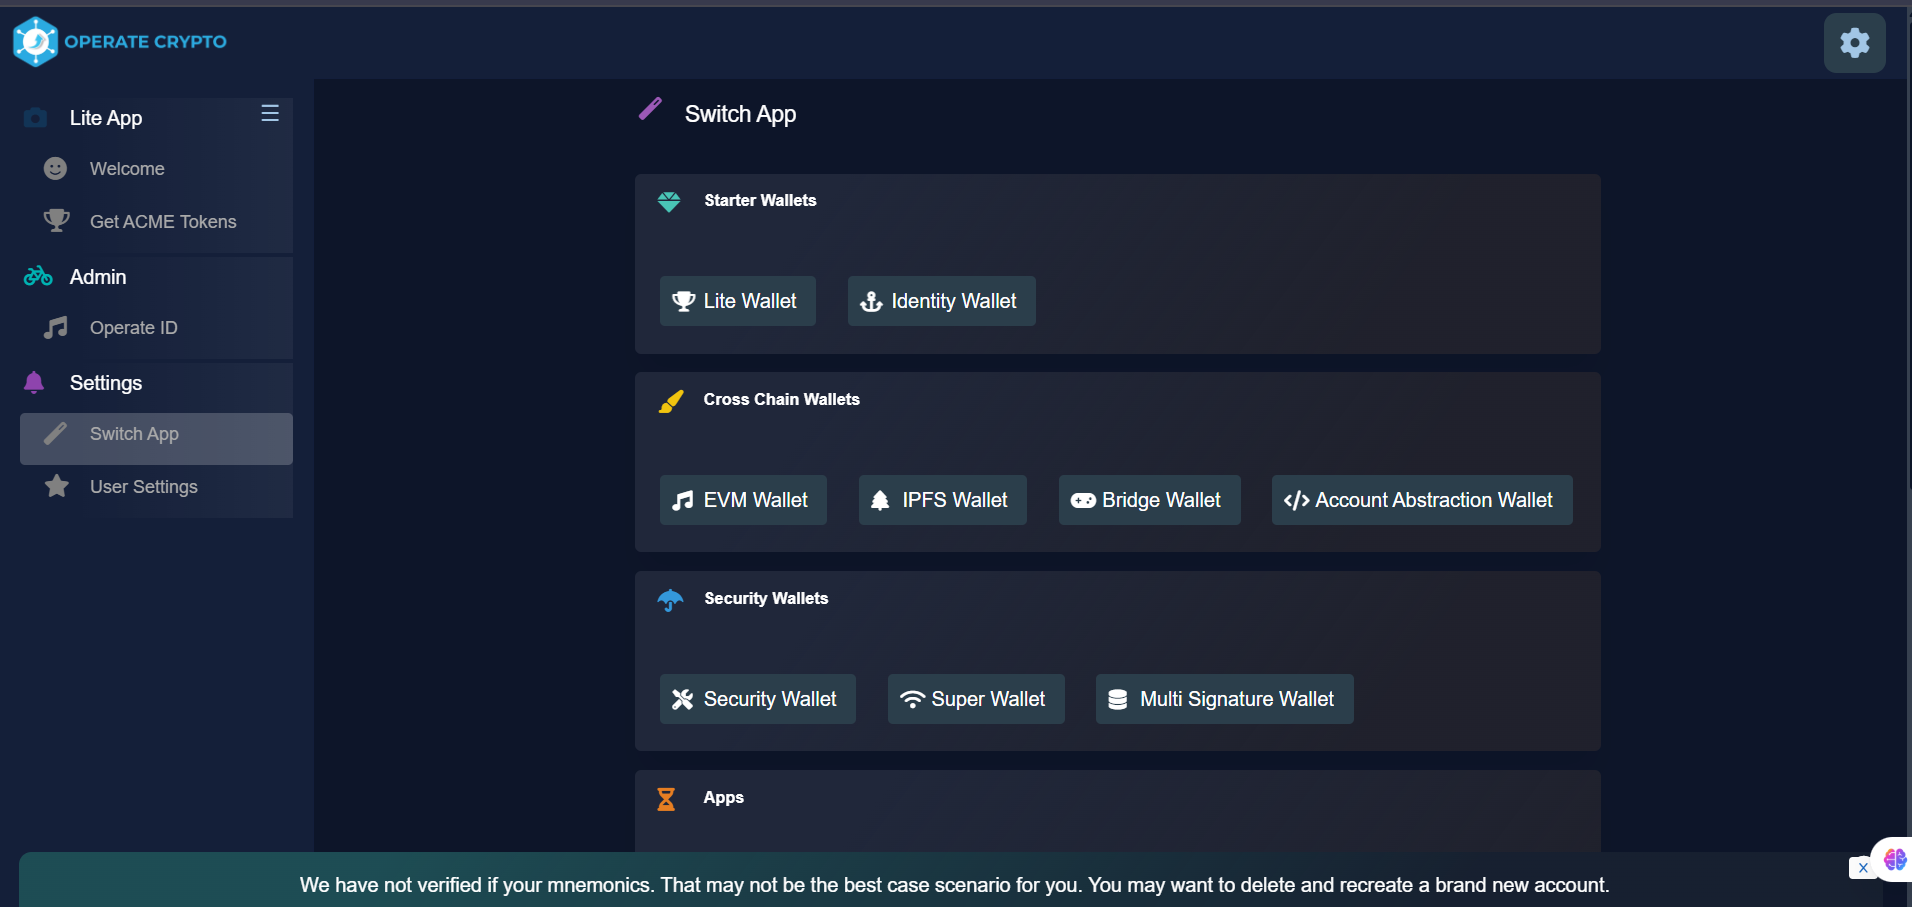 OPERATE CRYPTO
Lite App
Welcome
Get ACME Tokens
Admin
Operate ID
Settings
Switch App
User Settings
Switch App
Starter Wallets
Lite Wallet
Identity Wallet
Cross Chain Wallets
EVM Wallet
IPFS Wallet
Bridge Wallet
Account Abstraction Wallet
Security Wallets
Security Wallet
Super Wallet
Multi Signature Wallet
Apps
X
We have not verified if your mnemonics. That may not be the best case scenario for you. You may want to delete and recreate a brand new account.